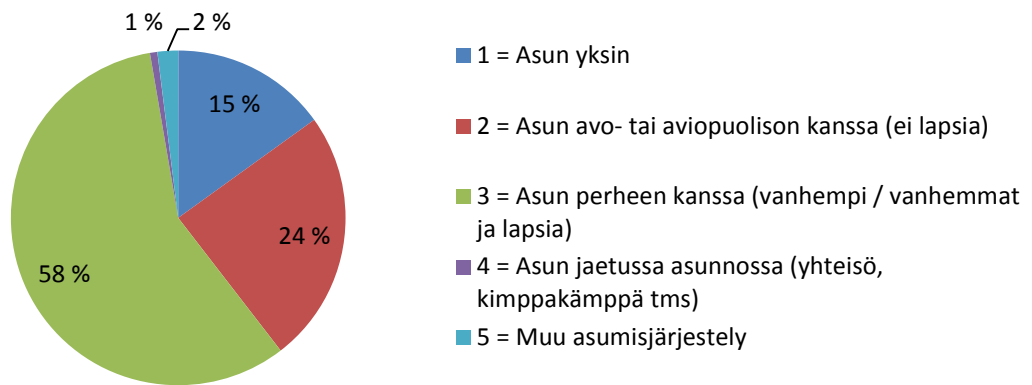 1 % 2 %
15 %
24 %
58 %
1 = Asun yksin
2 = Asun avo- tai aviopuolison kanssa (ei lapsia)
3 = Asun perheen kanssa (vanhempi / vanhemmat
ja lapsia)
4 = Asun jaetussa asunnossa (yhteisö,
kimppakämppä tms)
5 = Muu asumisjärjestely